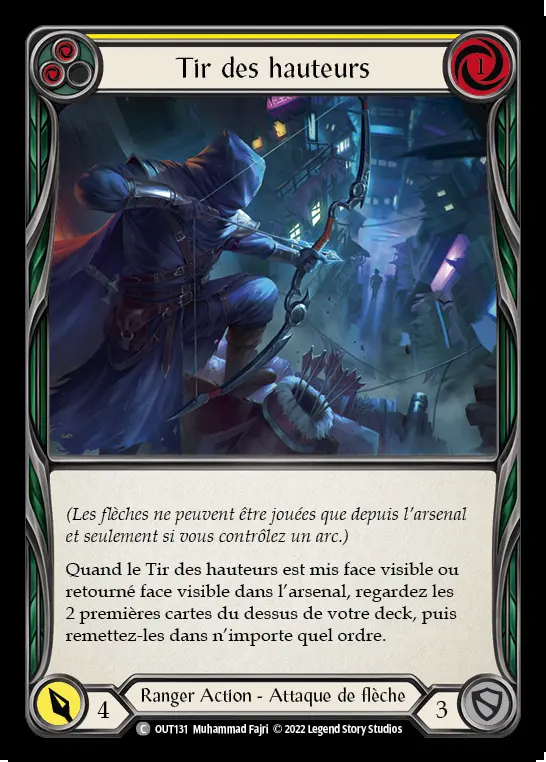 Tir des hauteurs
1
(Les flèches ne peuvent être jouées que depuis l'arsenal
et seulement si vous contrôlez un arc.)
Quand le Tir des hauteurs est mis face visible ou
retourné face visible dans l'arsenal, regardez les
2 premières cartes du dessus de votre deck, puis
remettez-les dans n'importe quel ordre.
4
Ranger Action - Attaque de flèche
3
C OUT131 Muhammad Fajri © 2022 Legend Story Studios